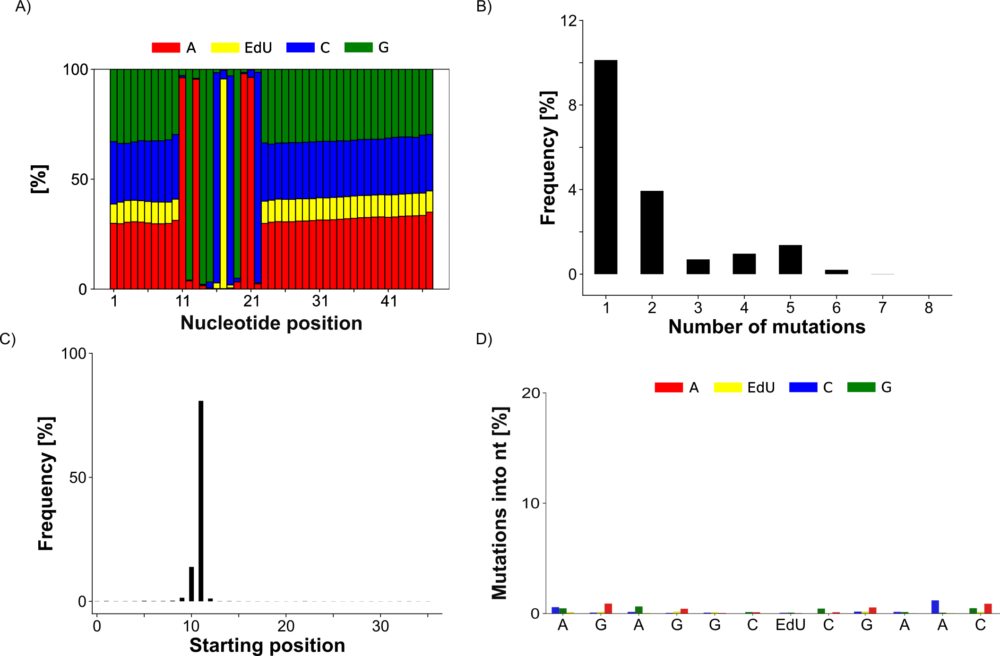 A)
A EdU C G
100
50
0
[%]
1 11 21 31 41
Nucleotide position
B)
12
8
4
0
Frequency [%]
1 2 3 4 5 6 7 8
Number of mutations
C)
100
50
0
Frequency [%]
0 10 20 30
Starting position
D)
A EdU C G
20
10
0
Mutations into nt [%]
A G A G G C EdU C G A A C